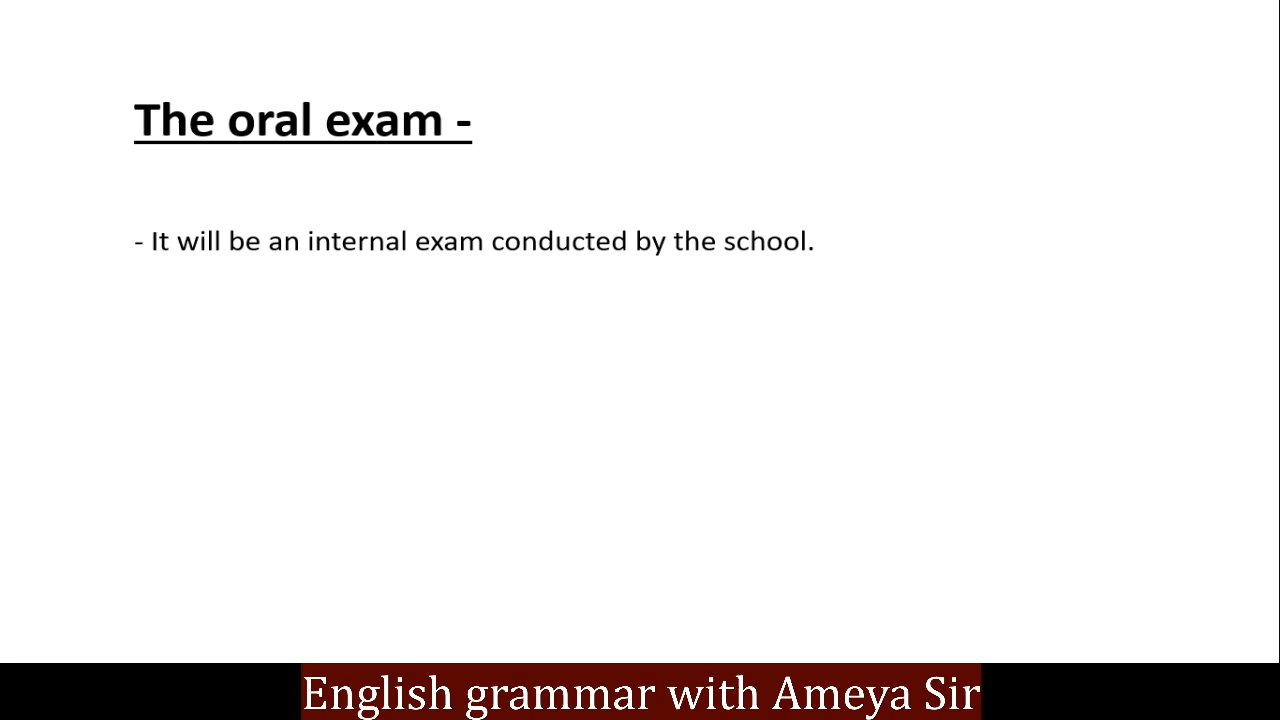 The oral exam -
- It will be an internal exam conducted by the school.
English grammar with Ameya Sir